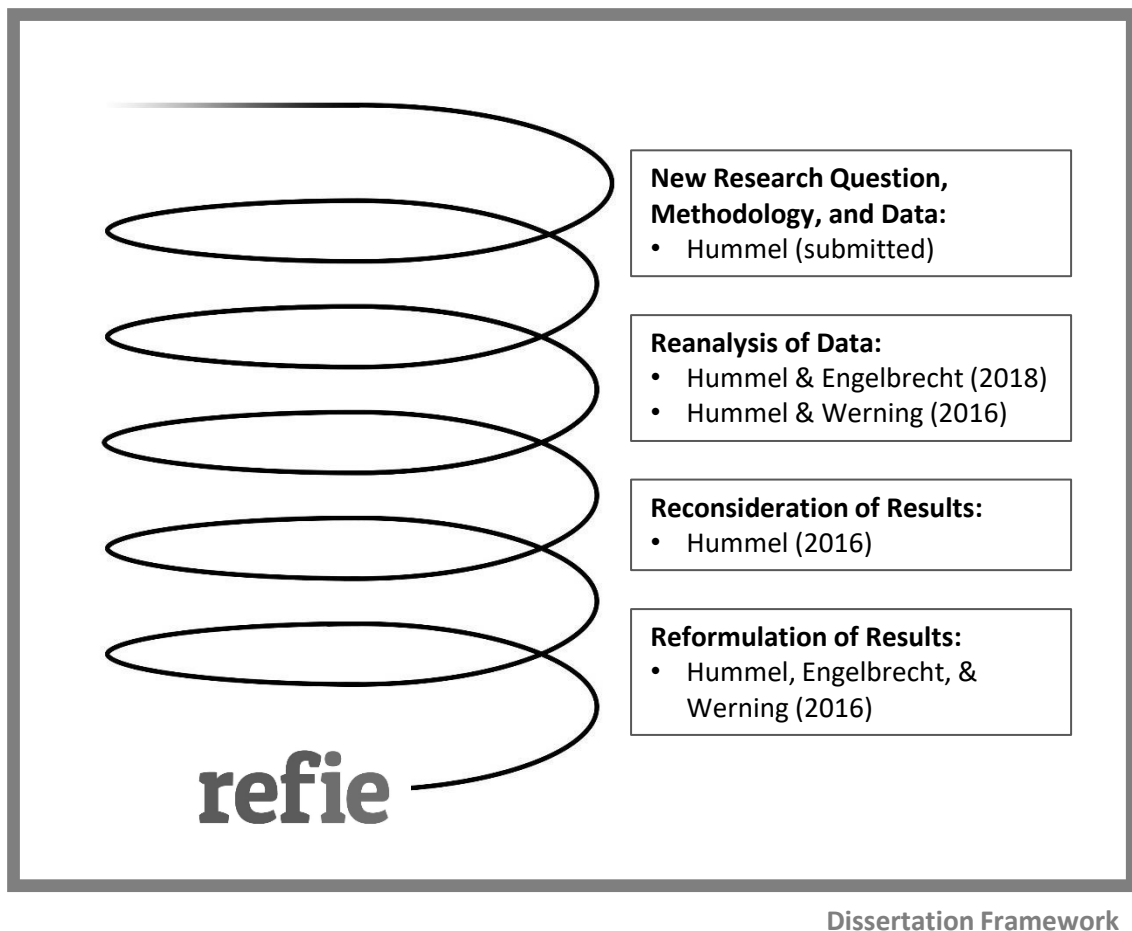 New Research Question,
Methodology, and Data:
• Hummel (submitted)
Reanalysis of Data:
• Hummel & Engelbrecht (2018)
• Hummel & Werning (2016)
Reconsideration of Results:
• Hummel (2016)
Reformulation of Results:
• Hummel, Engelbrecht, &
Werning (2016)
refie
Dissertation Framework